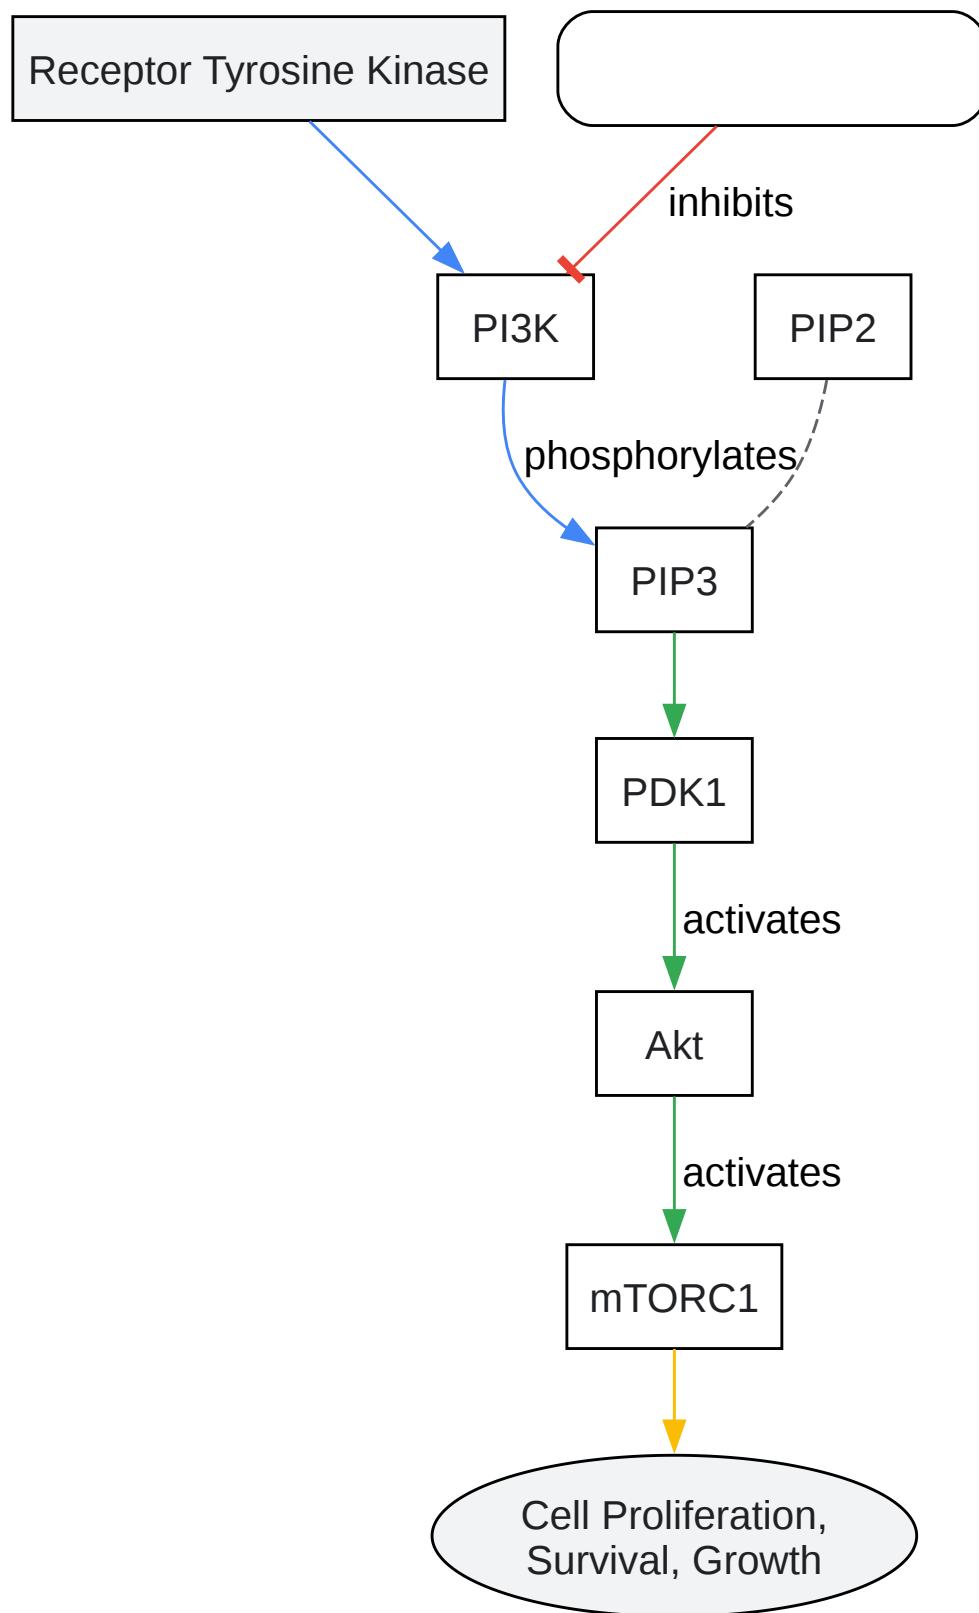 Receptor Tyrosine Kinase
inhibits
PI3K
PIP2
phosphorylates
PIP3
PDK1
activates
Akt
activates
mTORC1
Cell Proliferation,
Survival, Growth